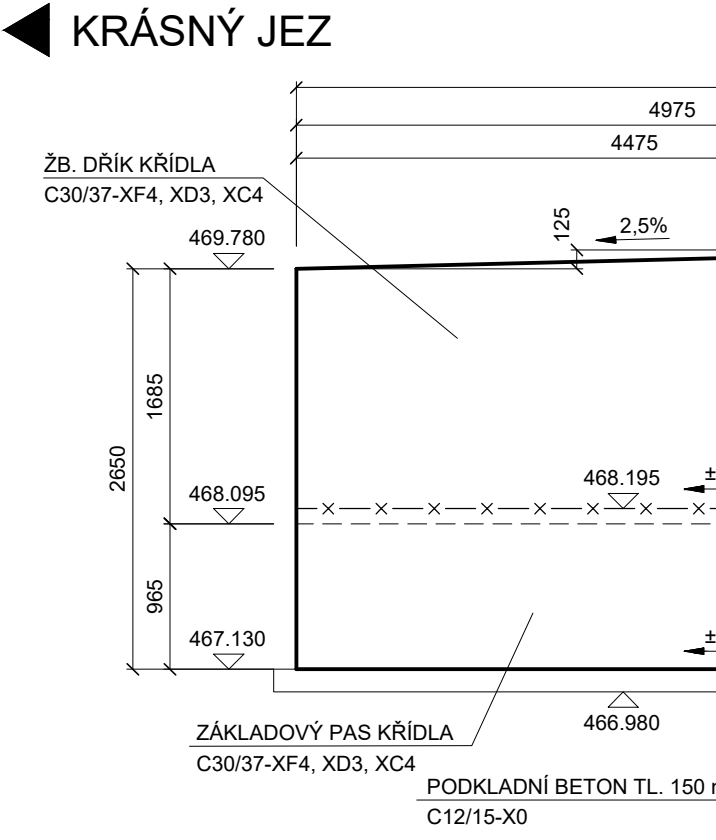 KRÁSNÝ JEZ
4975
4475
ŽB. DŘÍK KŘÍDLA
C30/37-XF4, XD3, XC4
125
2,5%
469.780
1685
2650
468.195
±
468.095
965
467.130
±
466.980
ZÁKLADOVÝ PAS KŘÍDLA
C30/37-XF4, XD3, XC4
PODKLADNÍ BETON TL. 150
C12/15-X0